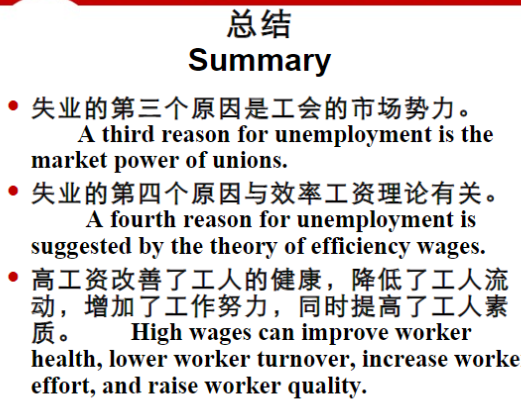 总结
Summary
失业的第三个原因是工会的市场势力。
A third reason for unemployment is the
market power of unions.
失业的第四个原因与效率工资理论有关。
A fourth reason for unemployment is
suggested by the theory of efficiency wages.
高工资改善了工人的健康，降低了工人流
动，增加了工作努力，同时提高了工人素
质。 High wages can improve worker
health, lower worker turnover, increase worke
effort, and raise worker quality.